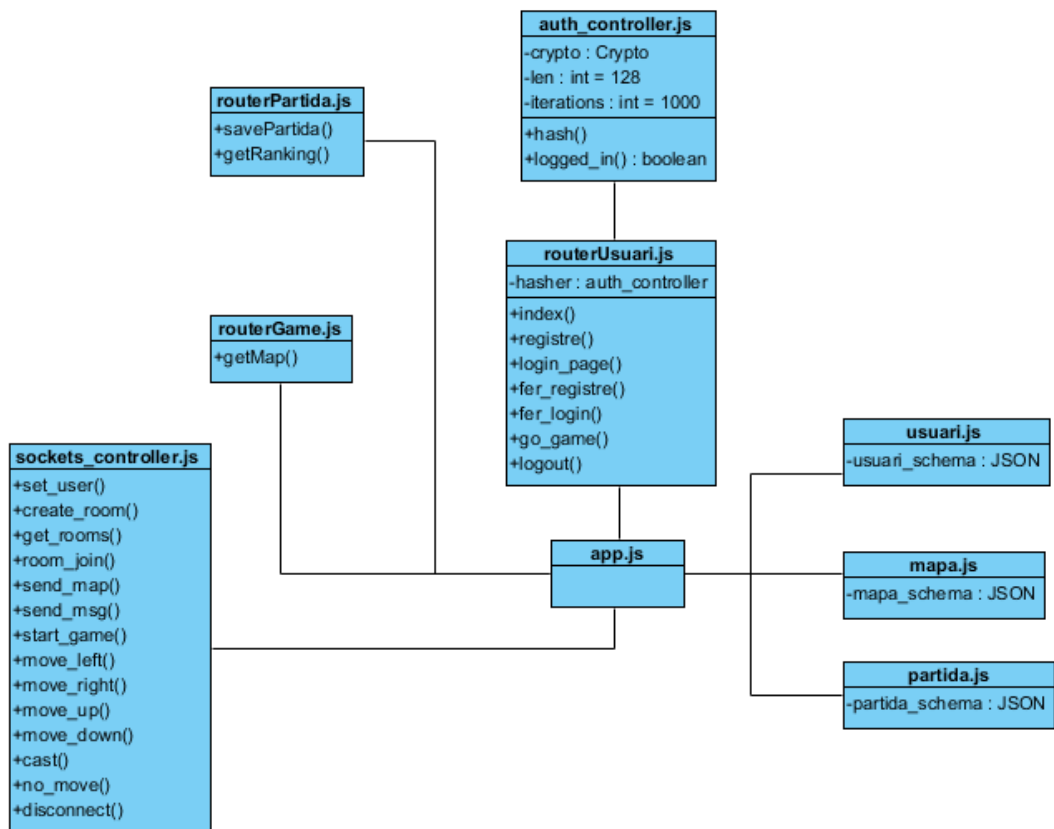 auth_controller.js
-crypto : Crypto
-len : int = 128
-iterations : int = 1000
+hash()
+logged_in() : boolean
routerPartida.js
+savePartida()
+getRanking()
routerUsuari.js
-hasher : auth_controller
+index()
+registre()
+login_page()
+fer_registre()
+fer_login()
+go_game()
+logout()
routerGame.js
+getMap()
sockets_controller.js
+set_user()
+create_room()
+get_rooms()
+room_join()
+send_map()
+send_msg()
+start_game()
+move_left()
+move_right()
+move_up()
+move_down()
+cast()
+no_move()
+disconnect()
app.js
usuari.js
-usuari_schema : JSON
mapa.js
-mapa_schema : JSON
partida.js
-partida_schema : JSON